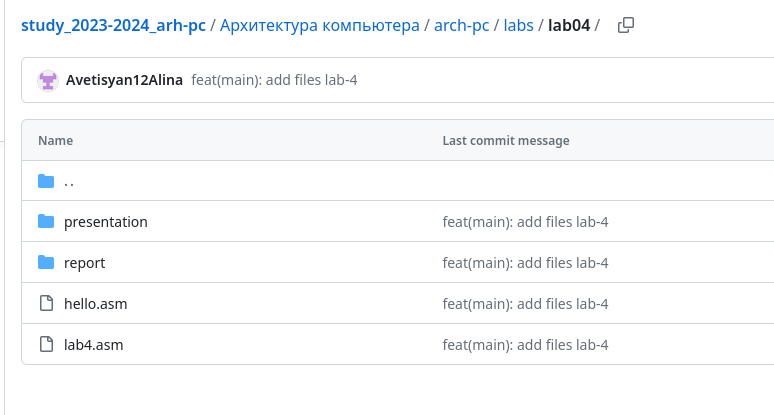 study_2023-2024_arh-pc / Архитектура компьютера / arch-pc / labs / lab04 /
Avetisyan12Alina feat(main): add files lab-4
Name Last commit message
..
presentation feat(main): add files lab-4
report feat(main): add files lab-4
hello.asm feat(main): add files lab-4
lab4.asm feat(main): add files lab-4